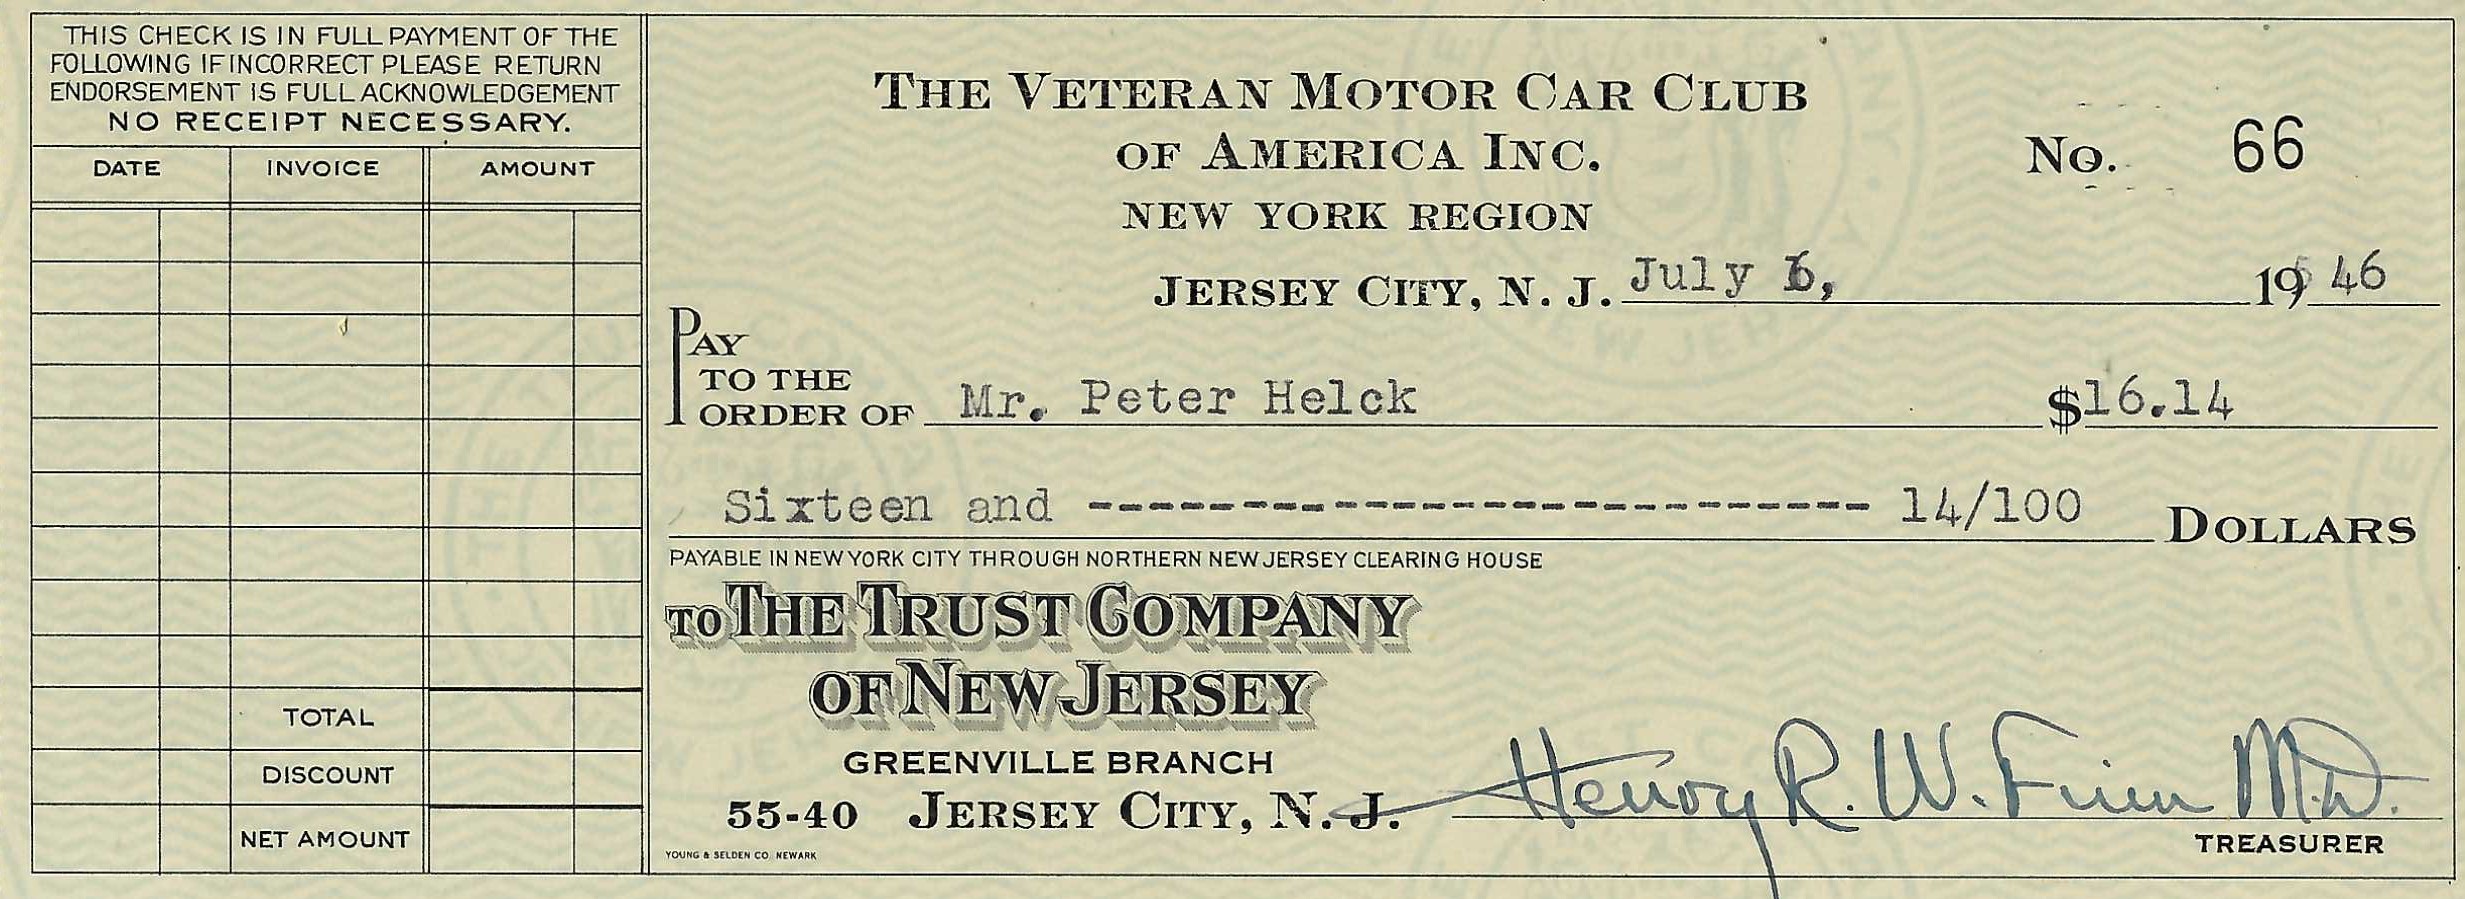 THIS CHECK IS IN FULL PAYMENT OF THE
FOLLOWING IF INCORRECT PLEASE RETURN
ENDORSEMENT IS FULL ACKNOWLEDGEMENT
NO RECEIPT NECESSARY.
DATE INVOICE AMOUNT
TOTAL
DISCOUNT
NET AMOUNT
THE VETERAN MOTOR CAR CLUB
OF AMERICA INC.
NEW YORK REGION
No. 66
JERSEY CITY, N. J. July 6, 1946
PAY
TO THE
ORDER OF Mr. Peter Helck $16.14
Sixteen and ----------------------- 14/100 DOLLARS
PAYABLE IN NEW YORK CITY THROUGH NORTHERN NEW JERSEY CLEARING HOUSE
TO THE TRUST COMPANY
OF NEW JERSEY
GREENVILLE BRANCH
55-40 JERSEY CITY, N. J.
Henry R. W. Finn M.D.
TREASURER
YOUNG & SELDEN CO. NEWARK